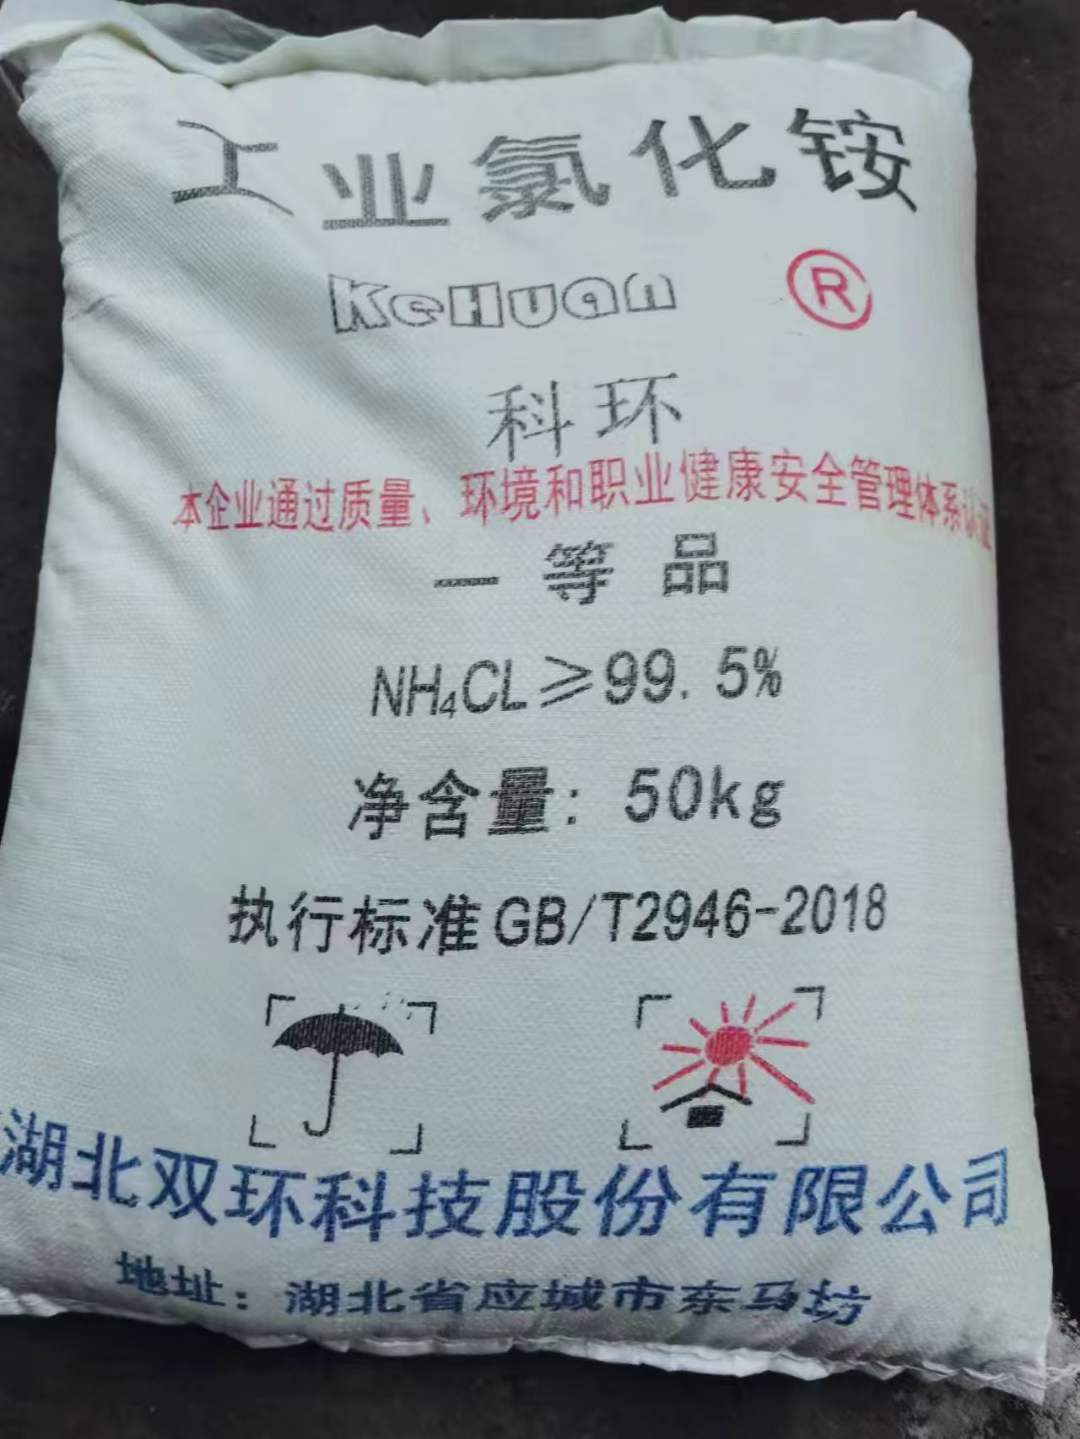 工业氯化铵
KeHuan ®
科环
本企业通过质量、环境和职业健康安全管理体系认证
一等品
NH₄CL≥99.5%
净含量：50kg
执行标准GB/T2946-2018
湖北双环科技股份有限公司
地址：湖北省应城市东马坊